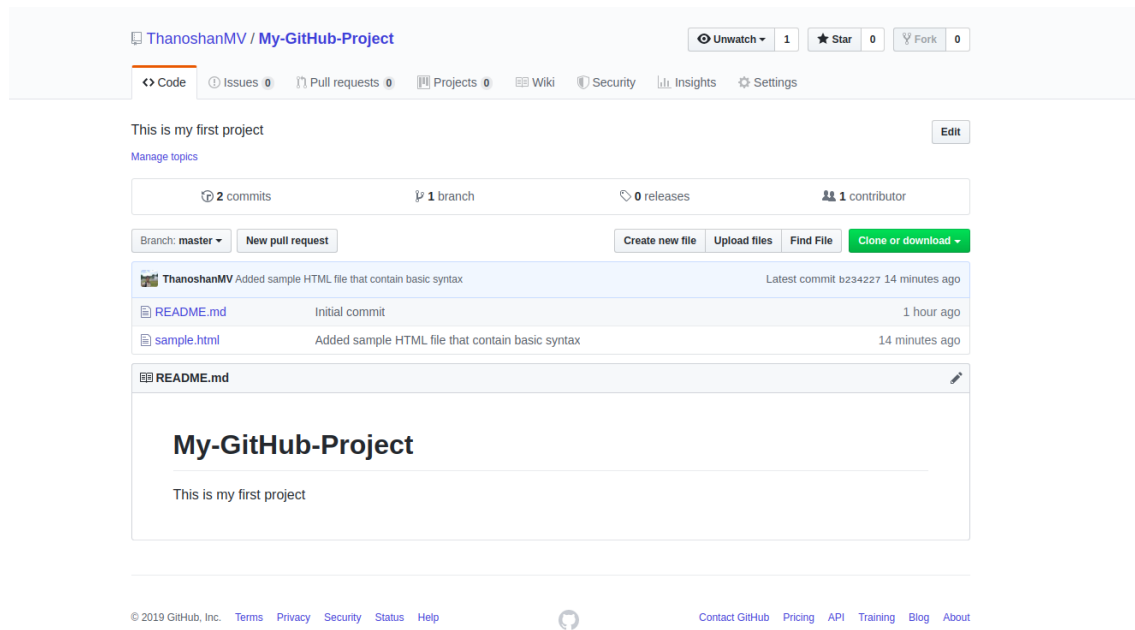 ThanoshanMV / My-GitHub-Project
Unwatch 1 Star 0 Fork 0
Code Issues 0 Pull requests 0 Projects 0 Wiki Security Insights Settings
This is my first project Edit
Manage topics
2 commits 1 branch 0 releases 1 contributor
Branch: master New pull request Create new file Upload files Find File Clone or download
ThanoshanMV Added sample HTML file that contain basic syntax Latest commit b234227 14 minutes ago
README.md Initial commit 1 hour ago
sample.html Added sample HTML file that contain basic syntax 14 minutes ago
README.md
My-GitHub-Project
This is my first project
© 2019 GitHub, Inc. Terms Privacy Security Status Help Contact GitHub Pricing API Training Blog About